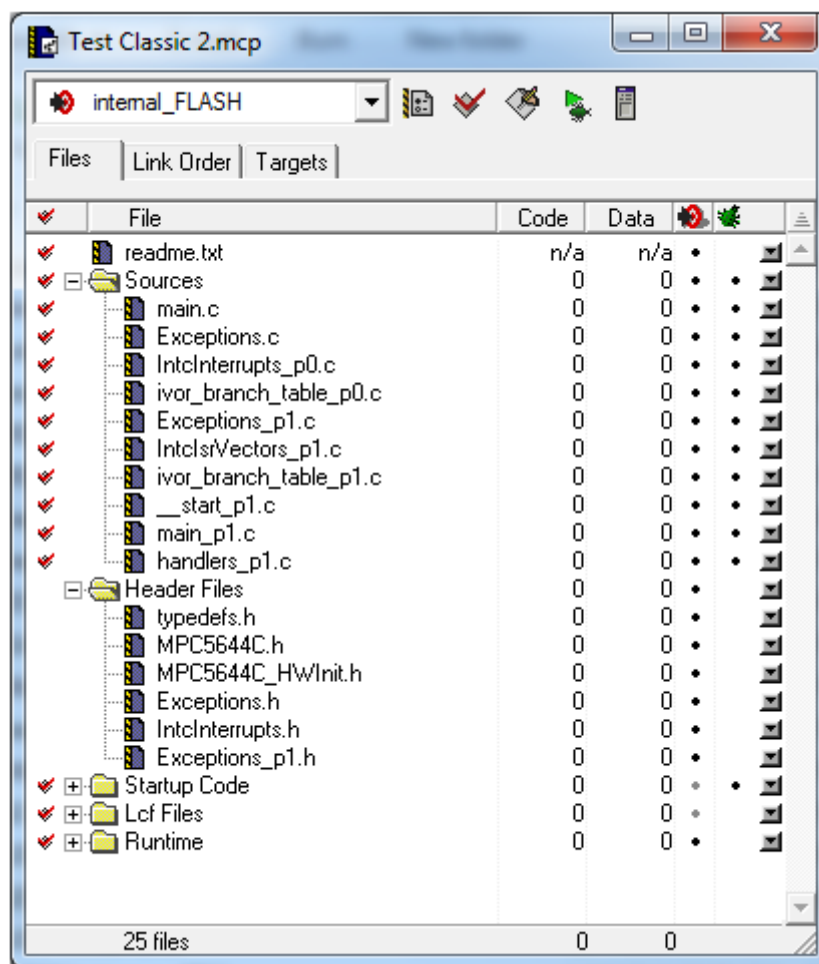 Test Classic 2.mcp
internal_FLASH
Files Link Order Targets
File Code Data
readme.txt n/a n/a
Sources 0 0
main.c 0 0
Exceptions.c 0 0
IntcInterrupts_p0.c 0 0
ivor_branch_table_p0.c 0 0
Exceptions_p1.c 0 0
IntcIsrVectors_p1.c 0 0
ivor_branch_table_p1.c 0 0
__start_p1.c 0 0
main_p1.c 0 0
handlers_p1.c 0 0
Header Files 0 0
typedefs.h 0 0
MPC5644C.h 0 0
MPC5644C_HWInit.h 0 0
Exceptions.h 0 0
IntcInterrupts.h 0 0
Exceptions_p1.h 0 0
Startup Code 0 0
Lcf Files 0 0
Runtime 0 0
25 files 0 0